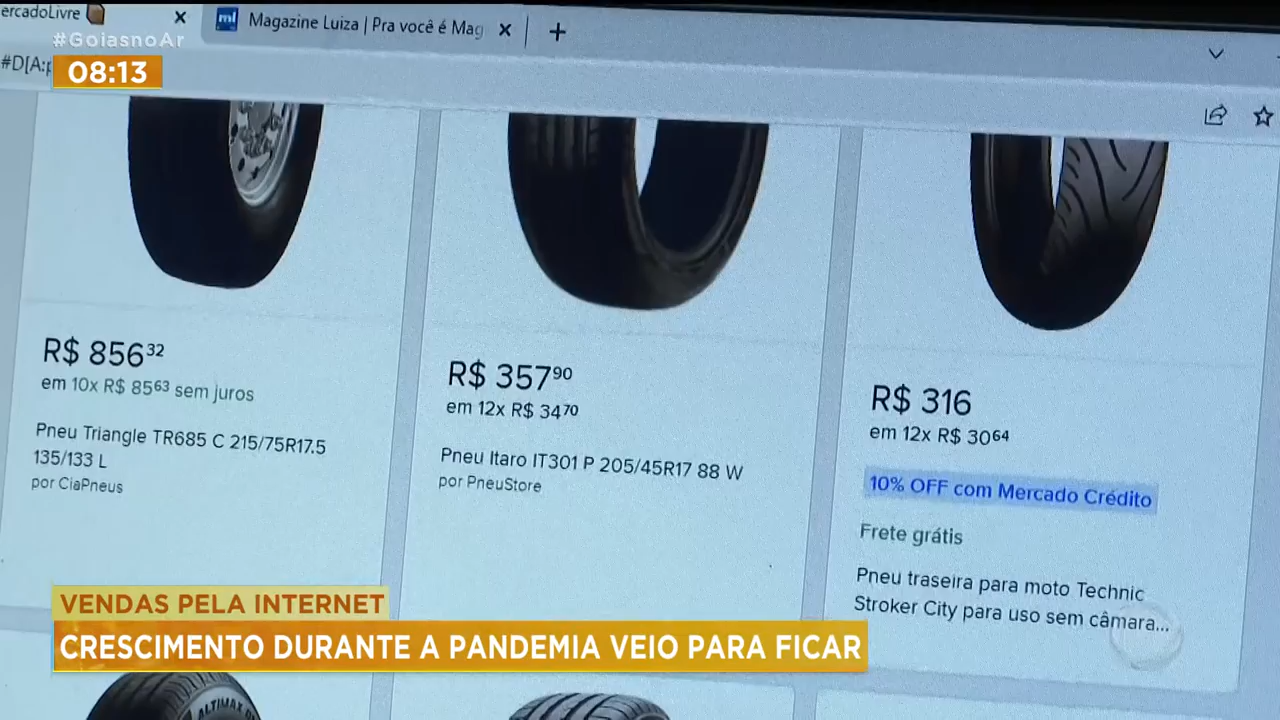 ercadoLivre
Magazine Luiza | Pra você é Mag
#GoiasnoAr
#D[A:p
08:13
R$ 856 32
em 10x R$ 85 63 sem juros
Pneu Triangle TR685 C 215/75R17.5
135/133 L
por CiaPneus
R$ 357 90
em 12x R$ 34 70
Pneu Itaro IT301 P 205/45R17 88 W
por PneuStore
R$ 316
em 12x R$ 30 64
10% OFF com Mercado Crédito
Frete grátis
Pneu traseira para moto Technic
Stroker City para uso sem câmara...
VENDAS PELA INTERNET
CRESCIMENTO DURANTE A PANDEMIA VEIO PARA FICAR
ALTIMAX